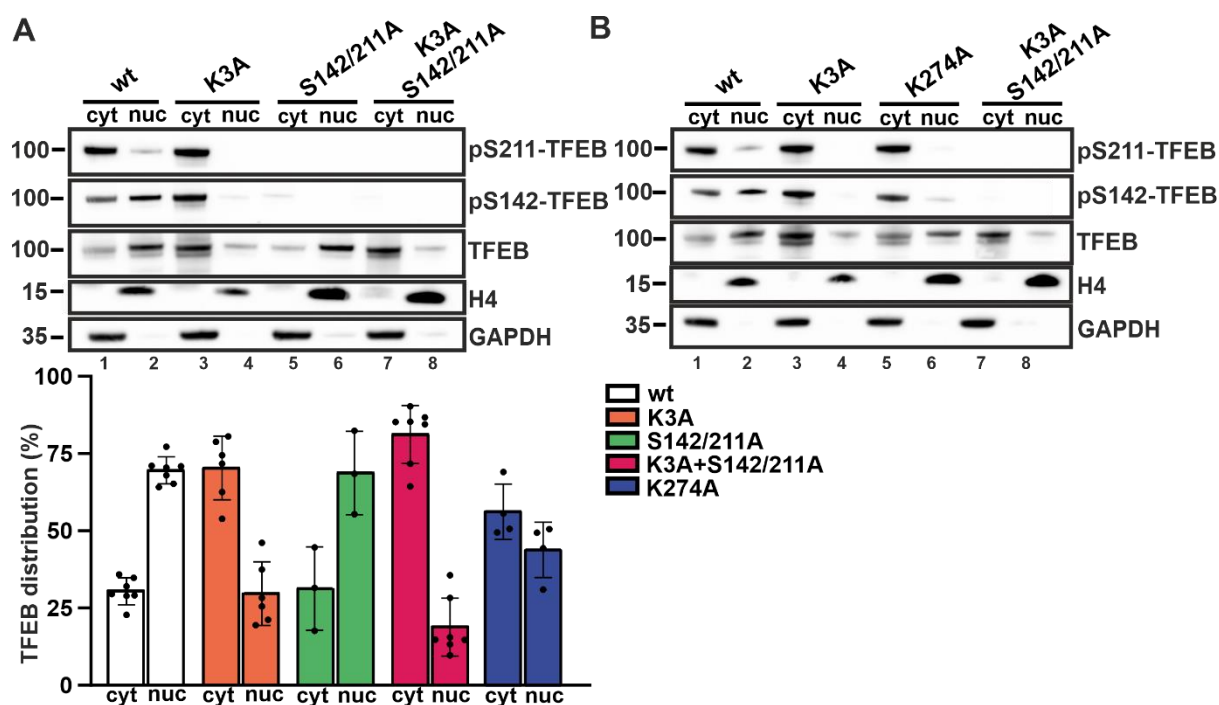 A
wt
K3A
S142/211A
K3A
S142/211A
cyt nuc cyt nuc cyt nuc cyt nuc
100
pS211-TFEB
100
pS142-TFEB
100
TFEB
15
H4
35
GAPDH
1 2 3 4 5 6 7 8
B
wt
K3A
K274A
K3A
S142/211A
cyt nuc cyt nuc cyt nuc cyt nuc
100
pS211-TFEB
100
pS142-TFEB
100
TFEB
15
H4
35
GAPDH
1 2 3 4 5 6 7 8
TFEB distribution (%)
100
75
50
25
0
cyt nuc cyt nuc cyt nuc cyt nuc cyt nuc
wt
K3A
S142/211A
K3A+S142/211A
K274A